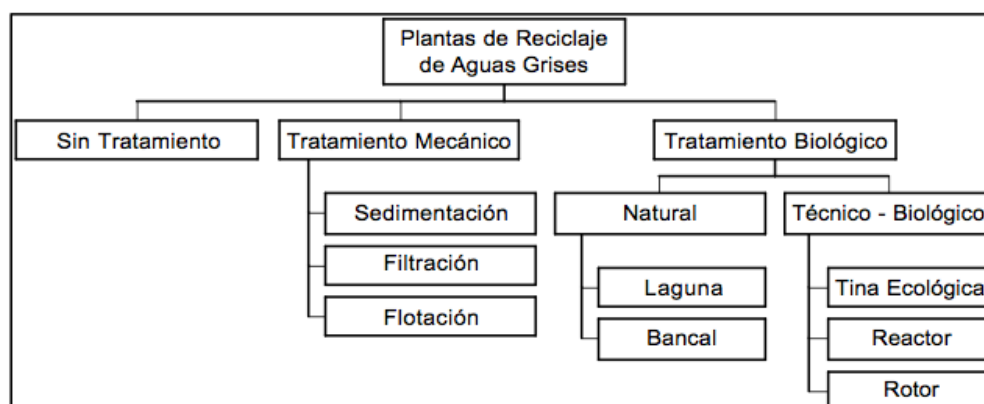 Plantas de Reciclaje
de Aguas Grises
Sin Tratamiento
Tratamiento Mecánico
Tratamiento Biológico
Sedimentación
Filtración
Flotación
Natural
Técnico - Biológico
Laguna
Bancal
Tina Ecológica
Reactor
Rotor